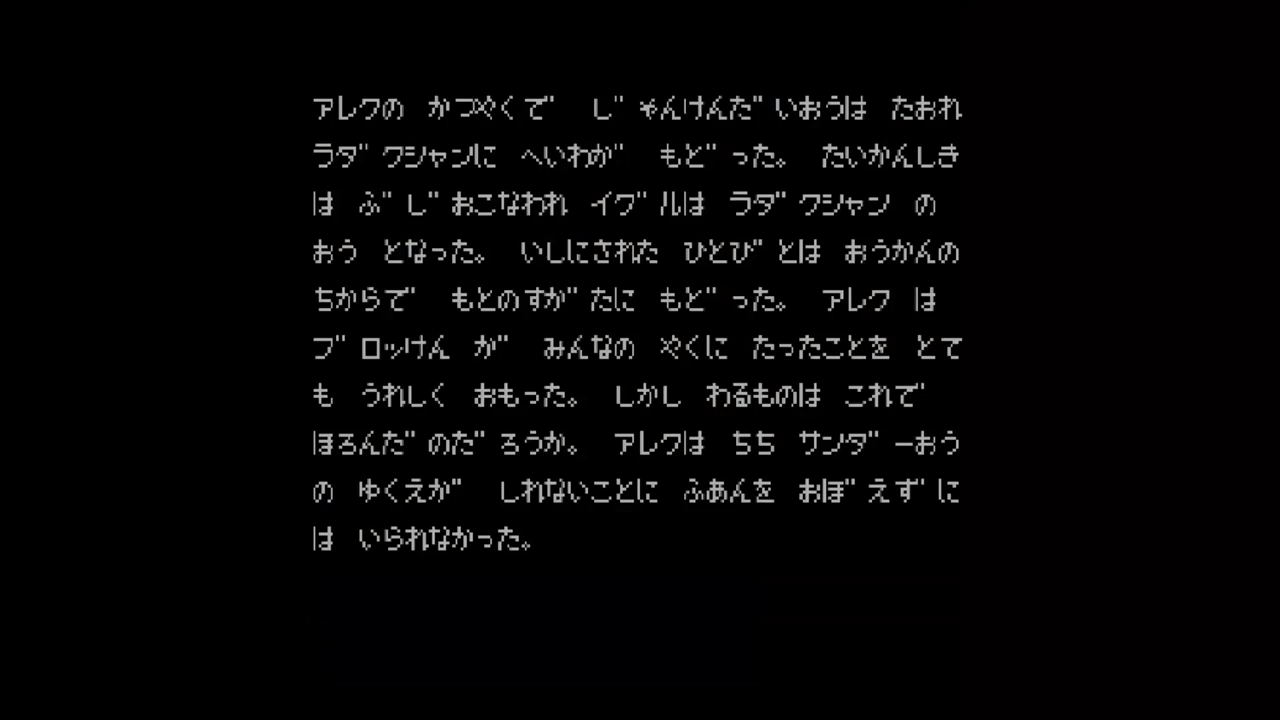 アレクの かつやくで じゃんけんだいおうは たおれ
ラダクシャンに へいわが もどった。 たいかんしき
は ぶじおこなわれ イグルは ラダクシャン の
おう となった。 いしにされた ひとびとは おうかんの
ちからで もとのすがたに もどった。 アレク は
ブロッけん が みんなの やくに たったことを とて
も うれしく おもった。 しかし わるものは これで
ほろんだのだろうか。 アレクは ちち サンダーおう
の ゆくえが しれないことに ふあんを おぼえずに
は いられなかった。